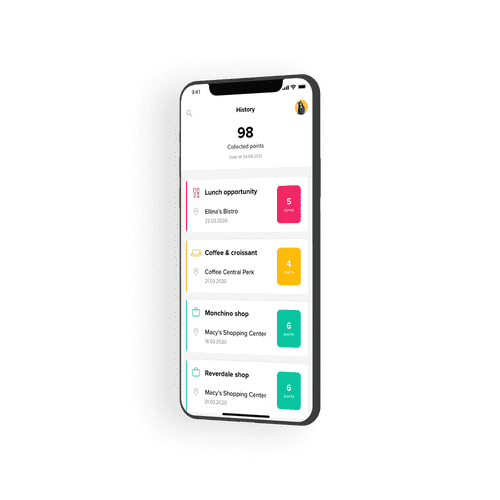 9:41
History
98
Collected points
Valid till 24.08.2021
Lunch opportunity
5
points
Ellina's Bistro
22.03.2020
Coffee & croissant
4
points
Coffee Central Perk
21.03.2020
Monchino shop
6
points
Macy's Shopping Center
18.03.2020
Reverdale shop
6
points
Macy's Shopping Center
01.03.2020